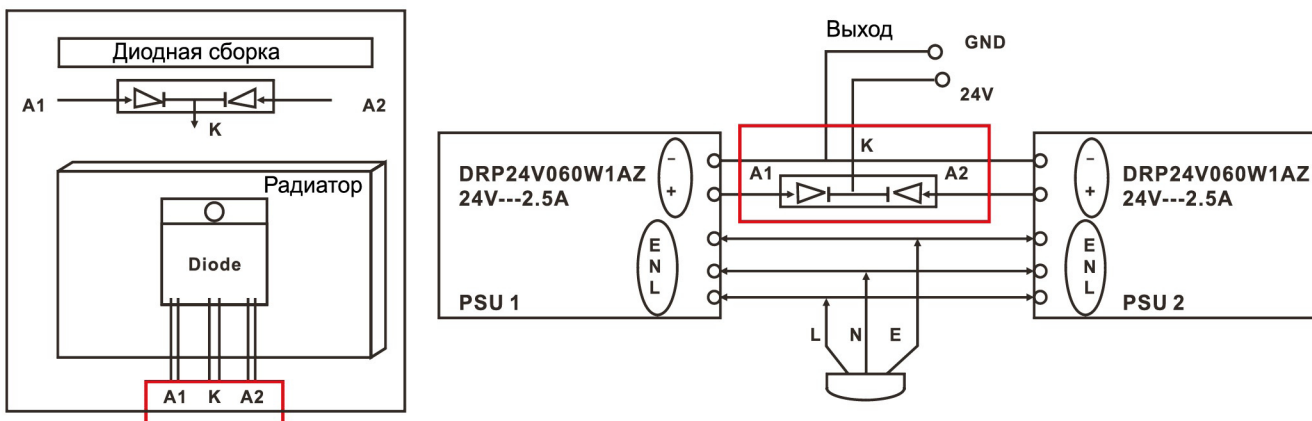 Диодная сборка
A1
A2
K
Радиатор
Diode
A1 K A2
Выход
GND
24V
DRP24V060W1AZ
24V---2.5A
-
+
E
N
L
PSU 1
K
A1
A2
L N E
-
+
E
N
L
DRP24V060W1AZ
24V---2.5A
PSU 2